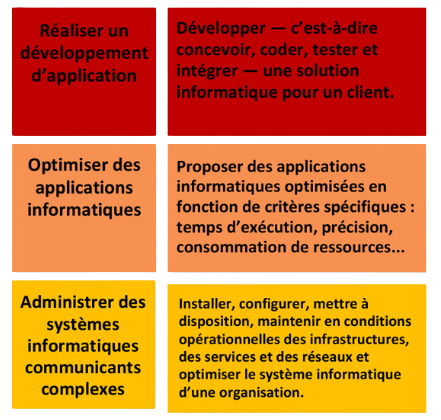 Réaliser un
développement
d’application
Développer — c’est-à-dire
concevoir, coder, tester et
intégrer — une solution
informatique pour un client.
Optimiser des
applications
informatiques
Proposer des applications
informatiques optimisées en
fonction de critères spécifiques :
temps d’exécution, précision,
consommation de ressources...
Administrer des
systèmes
informatiques
communicants
complexes
Installer, configurer, mettre à
disposition, maintenir en conditions
opérationnelles des infrastructures,
des services et des réseaux et
optimiser le système informatique
d’une organisation.